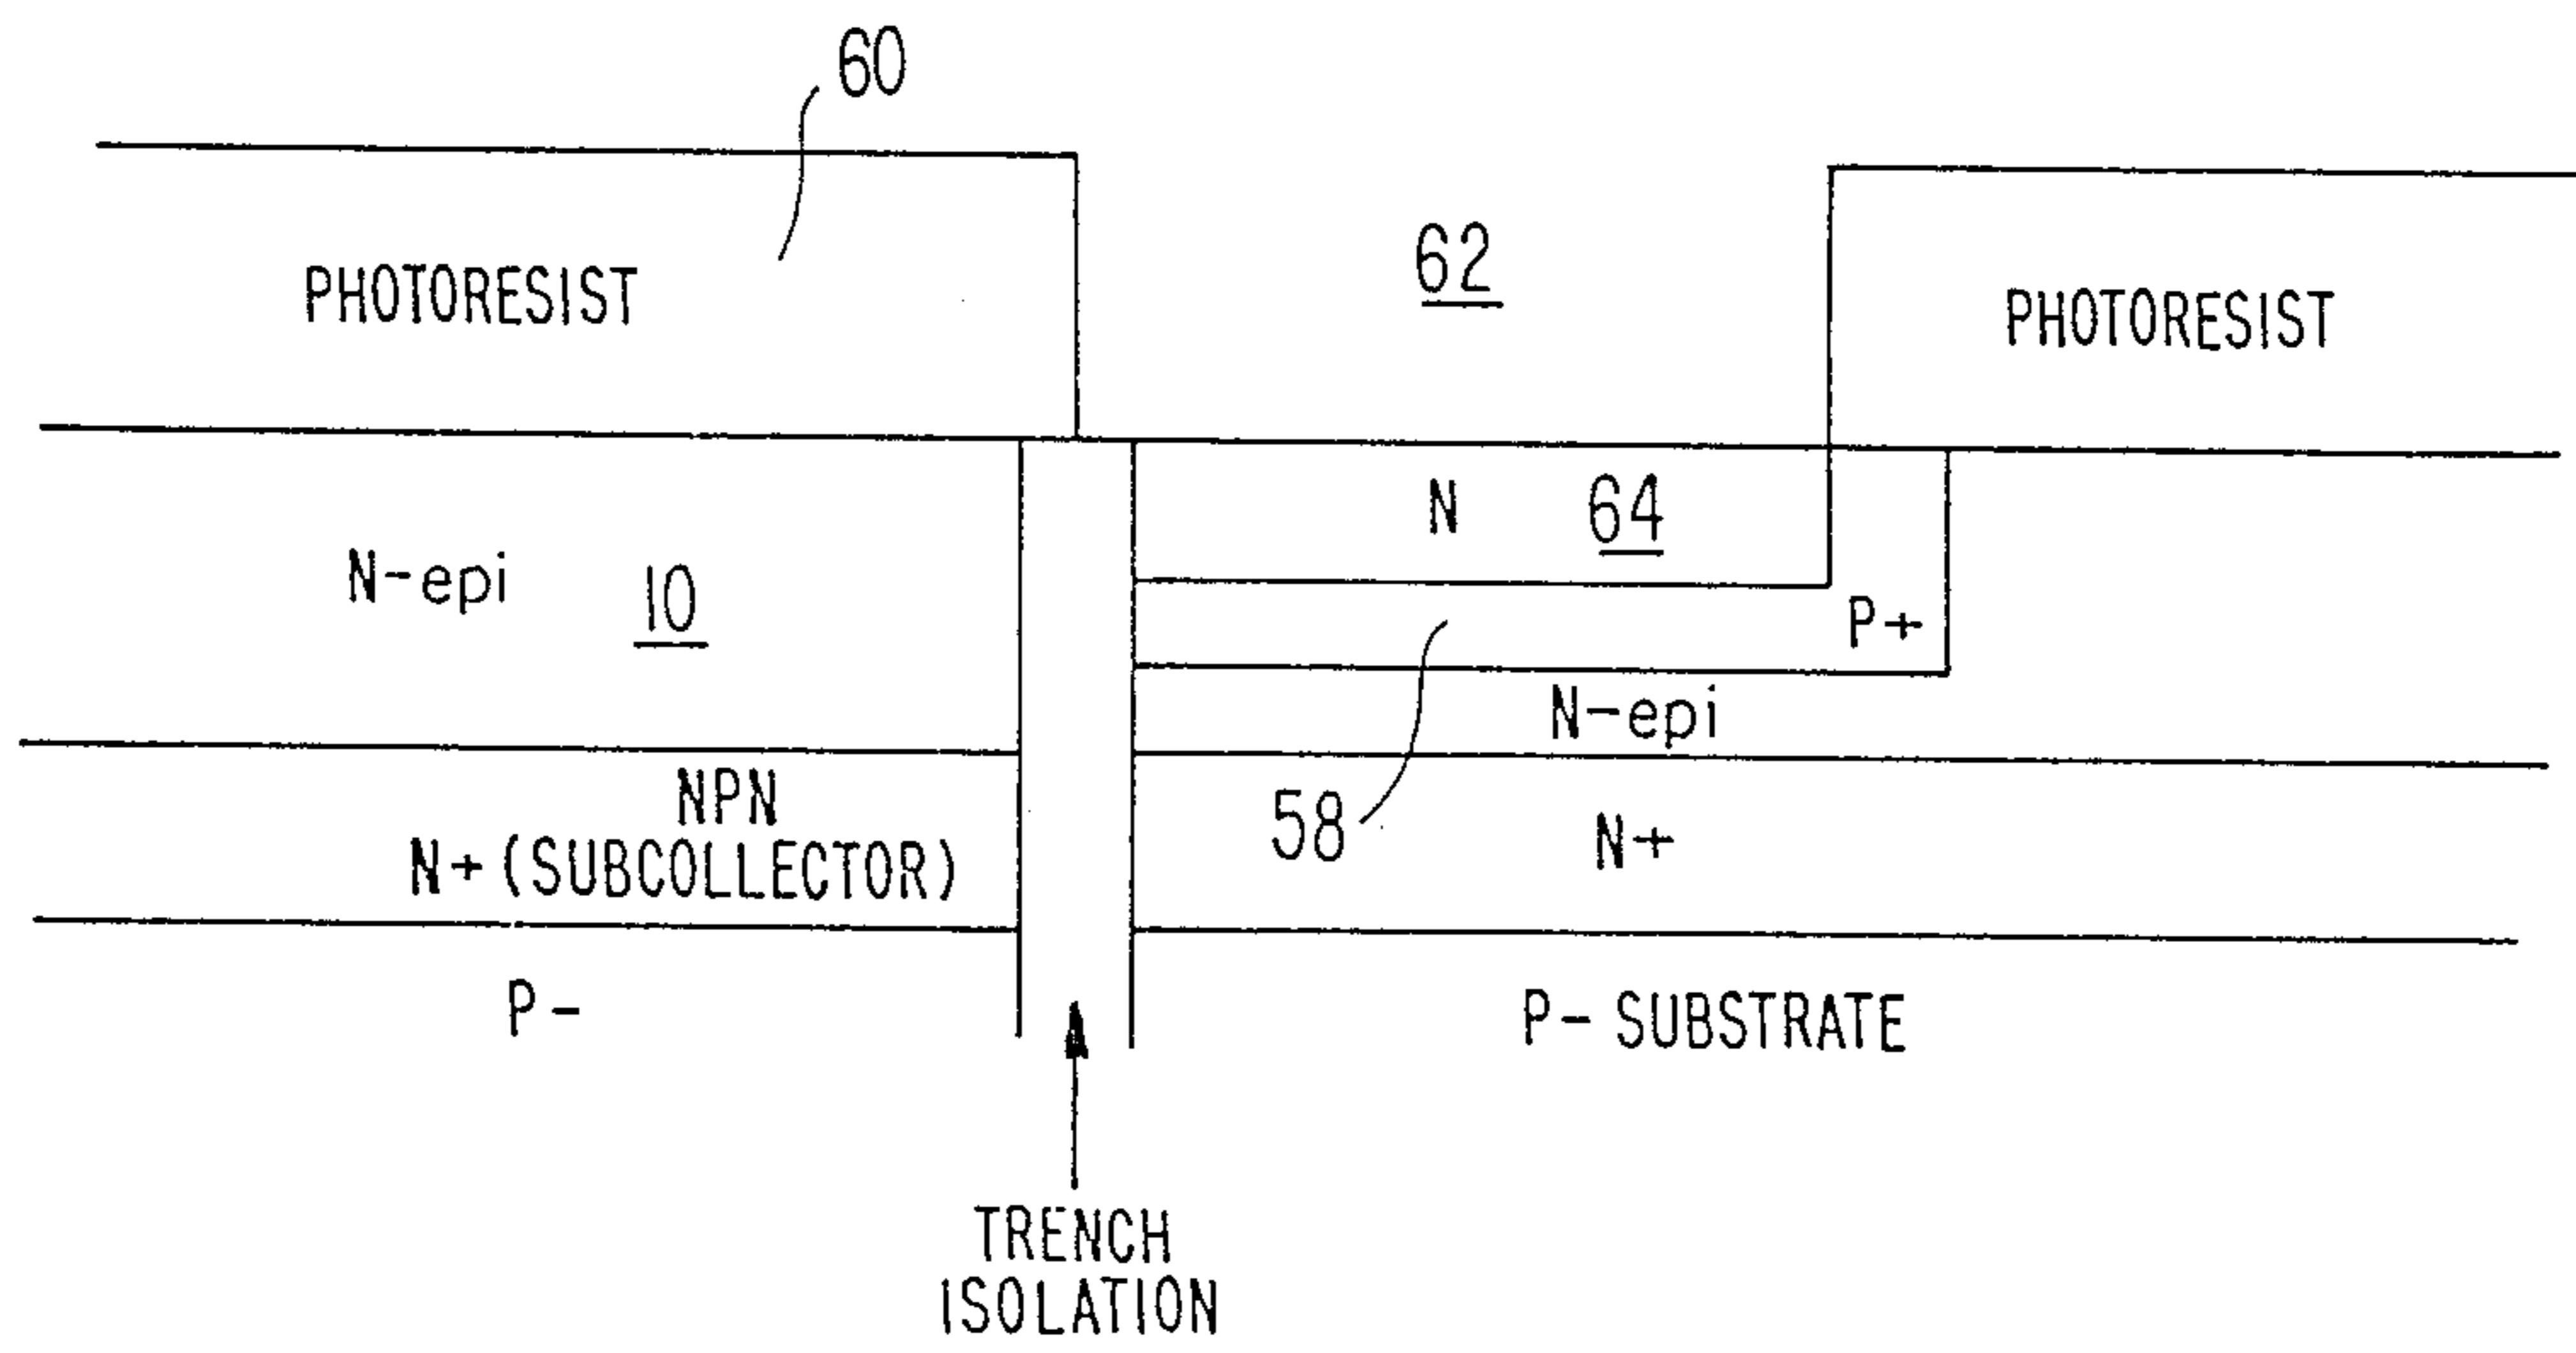 60
62
PHOTORESIST
PHOTORESIST
N
64
N-epi
10
P+
N-epi
NPN
N+ (SUBCOLLECTOR)
58
N+
P-
P- SUBSTRATE
TRENCH
ISOLATION